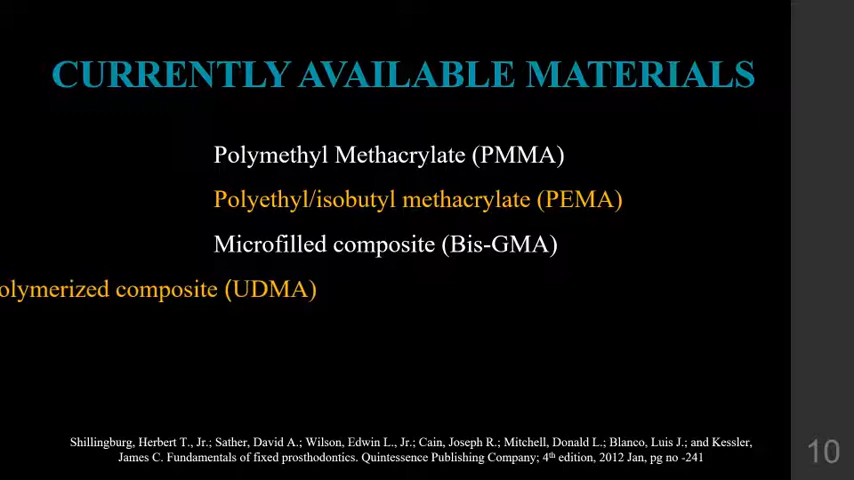 CURRENTLY AVAILABLE MATERIALS
Polymethyl Methacrylate (PMMA)
Polyethyl/isobutyl methacrylate (PEMA)
Microfilled composite (Bis-GMA)
olymerized composite (UDMA)
Shillingburg, Herbert T., Jr.; Sather, David A.; Wilson, Edwin L., Jr.; Cain, Joseph R.; Mitchell, Donald L.; Blanco, Luis J.; and Kessler,
James C. Fundamentals of fixed prosthodontics. Quintessence Publishing Company; 4th edition, 2012 Jan, pg no -241
10